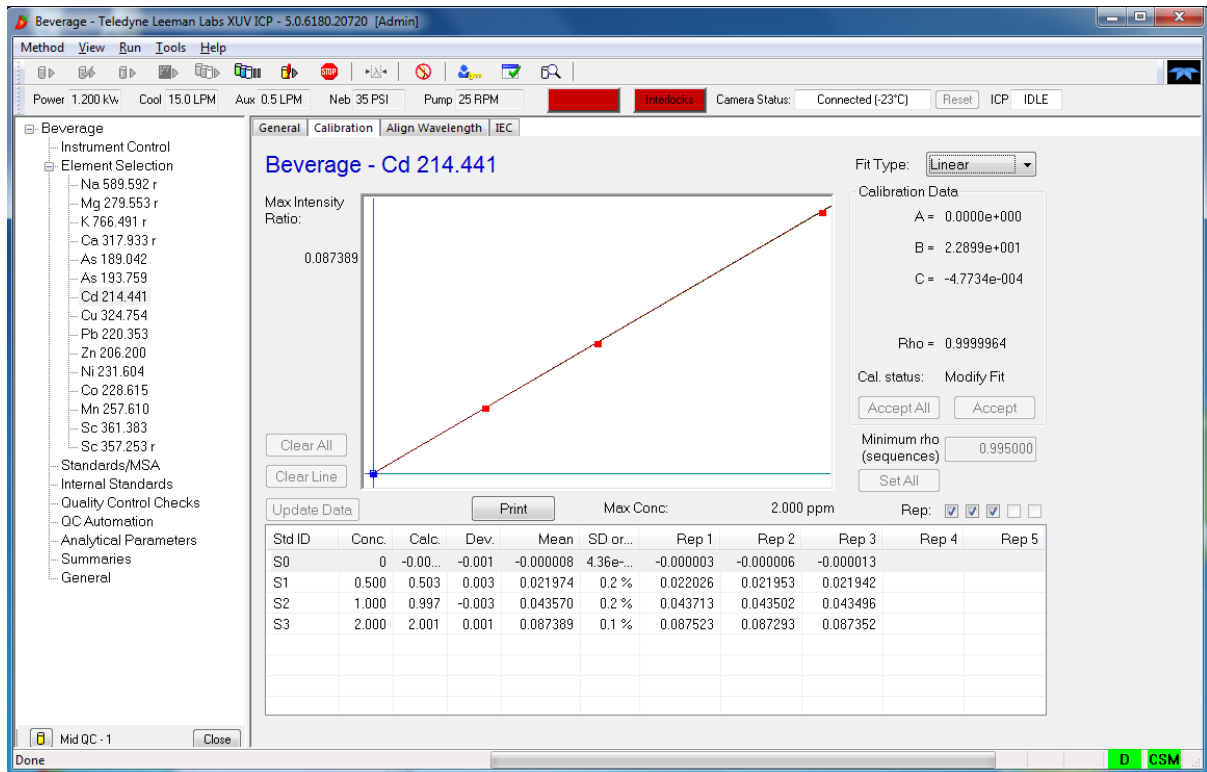 Beverage - Teledyne Leeman Labs XUV ICP - 5.0.6180.20720 [Admin]
Method View Run Tools Help
STOP
Power 1.200 kW Cool 15.0 LPM Aux 0.5 LPM Neb 35 PSI Pump 25 RPM Interlocks Camera Status: Connected (-23°C) Reset ICP IDLE
Beverage
Instrument Control
Element Selection
Na 589.592 r
Mg 279.553 r
K 766.491 r
Ca 317.933 r
As 189.042
As 193.759
Cd 214.441
Cu 324.754
Pb 220.353
Zn 206.200
Ni 231.604
Co 228.615
Mn 257.610
Sc 361.383
Sc 357.253 r
Standards/MSA
Internal Standards
Quality Control Checks
QC Automation
Analytical Parameters
Summaries
General
Mid QC - 1 Close
General Calibration Align Wavelength IEC
Beverage - Cd 214.441
Fit Type: Linear
Max Intensity
Ratio:
0.087389
Calibration Data
A = 0.0000e+000
B = 2.2899e+001
C = -4.7734e-004
Rho = 0.9999964
Cal. status: Modify Fit
Accept All Accept
Clear All
Clear Line
Minimum rho
(sequences) 0.995000
Set All
Update Data Print Max Conc: 2.000 ppm Rep:
Std ID Conc. Calc. Dev. Mean SD or... Rep 1 Rep 2 Rep 3 Rep 4 Rep 5
S0 0 -0.00... -0.001 -0.000008 4.36e-... -0.000003 -0.000006 -0.000013
S1 0.500 0.503 0.003 0.021974 0.2 % 0.022026 0.021953 0.021942
S2 1.000 0.997 -0.003 0.043570 0.2 % 0.043713 0.043502 0.043496
S3 2.000 2.001 0.001 0.087389 0.1 % 0.087523 0.087293 0.087352
Done D CSM